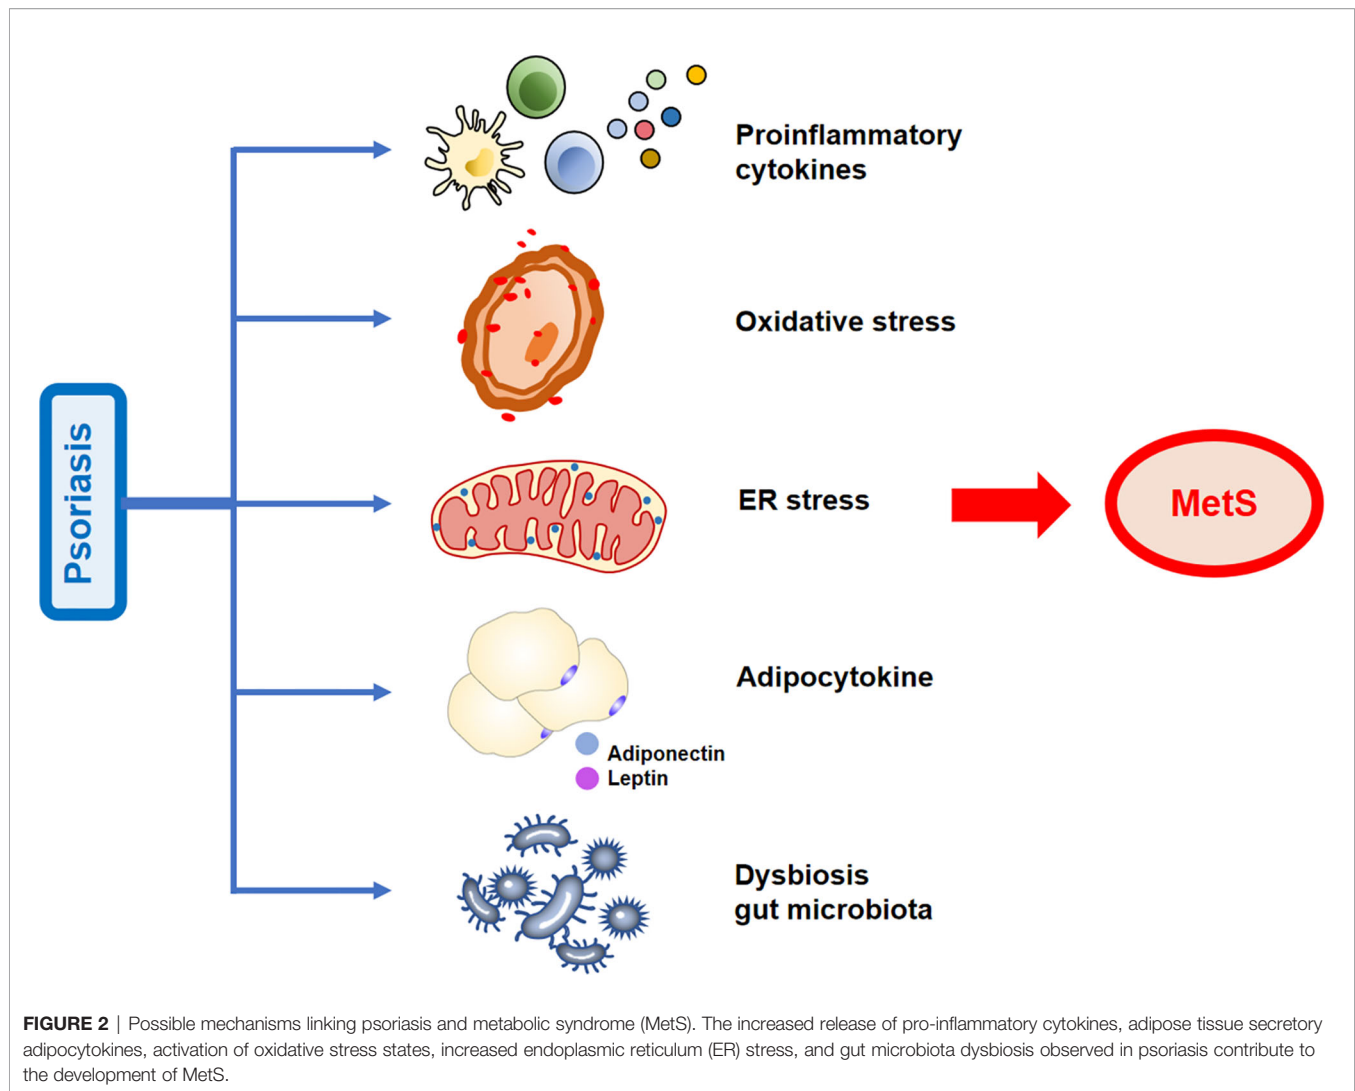 Psoriasis
Proinflammatory
cytokines
Oxidative stress
ER stress
MetS
Adipocytokine
Adiponectin
Leptin
Dysbiosis
gut microbiota
FIGURE 2 | Possible mechanisms linking psoriasis and metabolic syndrome (MetS). The increased release of pro-inflammatory cytokines, adipose tissue secretory
adipocytokines, activation of oxidative stress states, increased endoplasmic reticulum (ER) stress, and gut microbiota dysbiosis observed in psoriasis contribute to
the development of MetS.